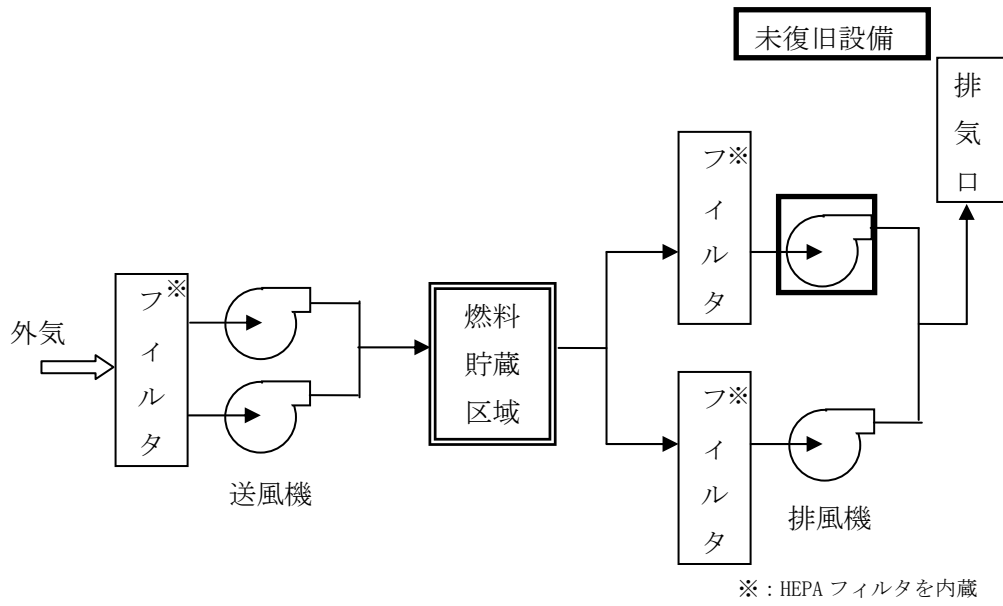 未復旧設備
排気口
フィルタ※
フィルタ※
外気
燃料
貯蔵
区域
フィルタ※
送風機
排風機
※：HEPA フィルタを内蔵